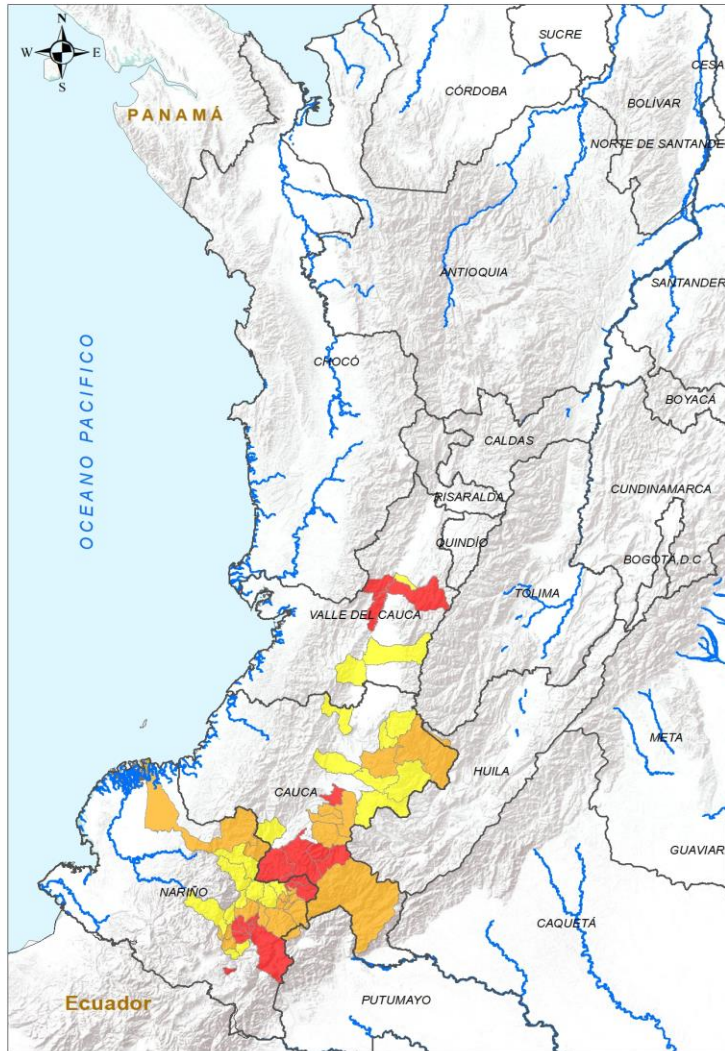 N
W E
S
SUCRE
CESA
CÓRDOBA
BOLÍVAR
PANAMÁ
NORTE DE SANTANDE
ANTIOQUIA
SANTANDER
OCEANO PACIFICO
CHOCÓ
BOYACÁ
CALDAS
CUNDINAMARCA
RISARALDA
QUINDÍO
BOGOTÁ,D.C
TOLIMA
VALLE DEL CAUCA
META
HUILA
CAUCA
GUAVIAR
NARIÑO
CAQUETÁ
Ecuador
PUTUMAYO